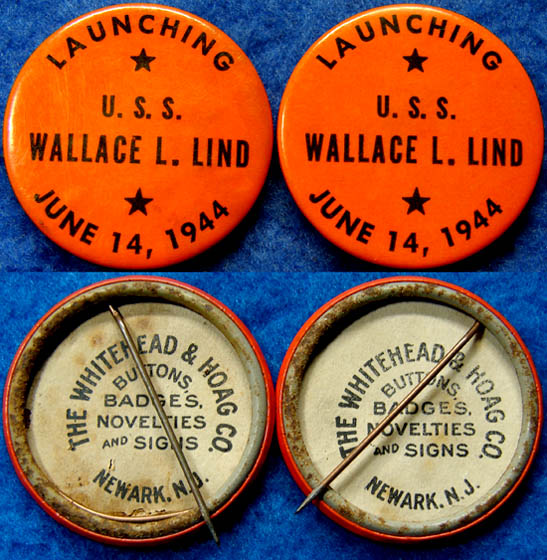 LAUNCHING
U. S. S.
WALLACE L. LIND
JUNE 14, 1944
LAUNCHING
U. S. S.
WALLACE L. LIND
JUNE 14, 1944
THE WHITEHEAD & HOAG CO.
BUTTONS,
BADGES,
NOVELTIES
AND SIGNS
NEWARK, N.J.
THE WHITEHEAD & HOAG CO.
BUTTONS,
BADGES,
NOVELTIES
AND SIGNS
NEWARK, N.J.